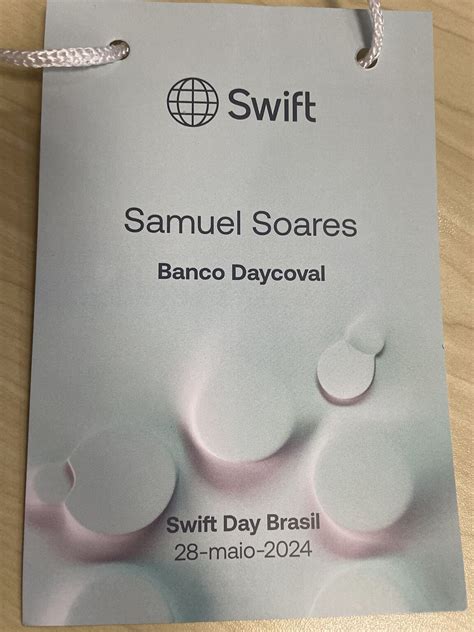 Swift
Samuel Soares
Banco Daycoval
Swift Day Brasil
28-maio-2024